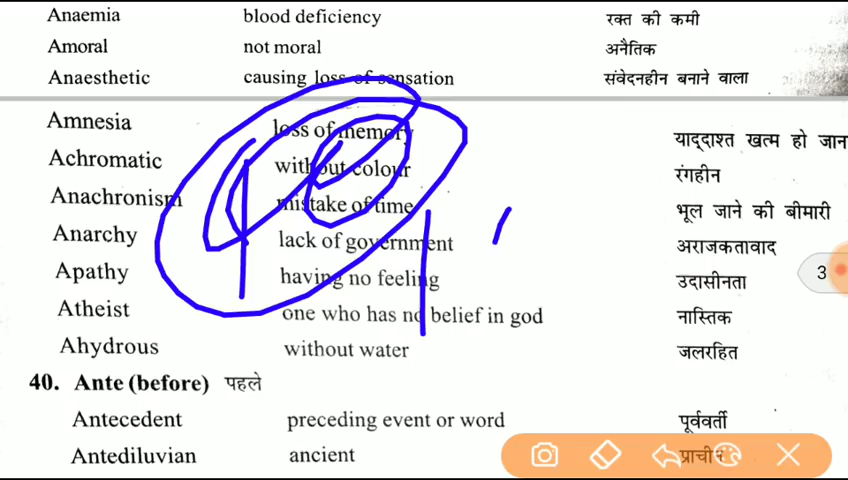 Anaemia blood deficiency रक्त की कमी
Amoral not moral अनैतिक
Anaesthetic causing loss of sensation संवेदनहीन बनाने वाला
Amnesia loss of memory याद्दाश्त खत्म हो जान
Achromatic without colour रंगहीन
Anachronism mistake of time भूल जाने की बीमारी
Anarchy lack of government अराजकतावाद
Apathy having no feeling उदासीनता
Atheist one who has no belief in god नास्तिक
Ahydrous without water जलरहित
3
40. Ante (before) पहले
Antecedent preceding event or word पूर्ववर्ती
Antediluvian ancient प्राचीन